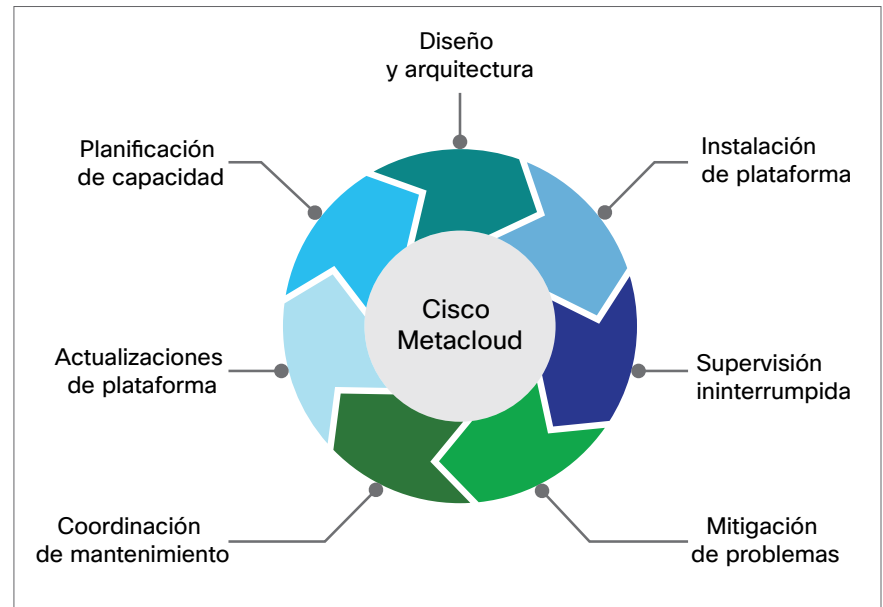 Diseño
y arquitectura
Instalación
de plataforma
Supervisión
ininterrumpida
Mitigación
de problemas
Coordinación
de mantenimiento
Actualizaciones
de plataforma
Planificación
de capacidad
Cisco
Metacloud